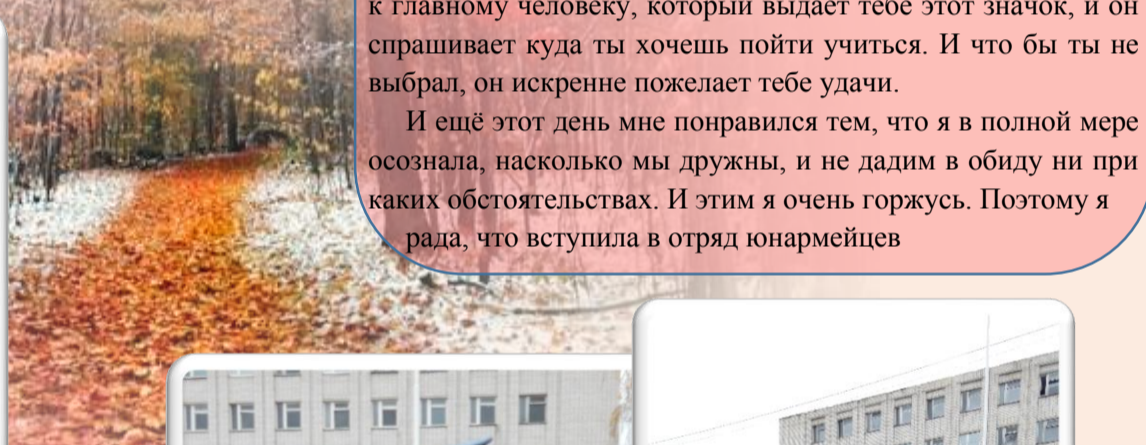 к главному человеку, который выдает тебе этот значок, и он
спрашивает куда ты хочешь пойти учиться. И что бы ты не
выбрал, он искренне пожелает тебе удачи.
И ещё этот день мне понравился тем, что я в полной мере
осознала, насколько мы дружны, и не дадим в обиду ни при
каких обстоятельствах. И этим я очень горжусь. Поэтому я
рада, что вступила в отряд юнармейцев